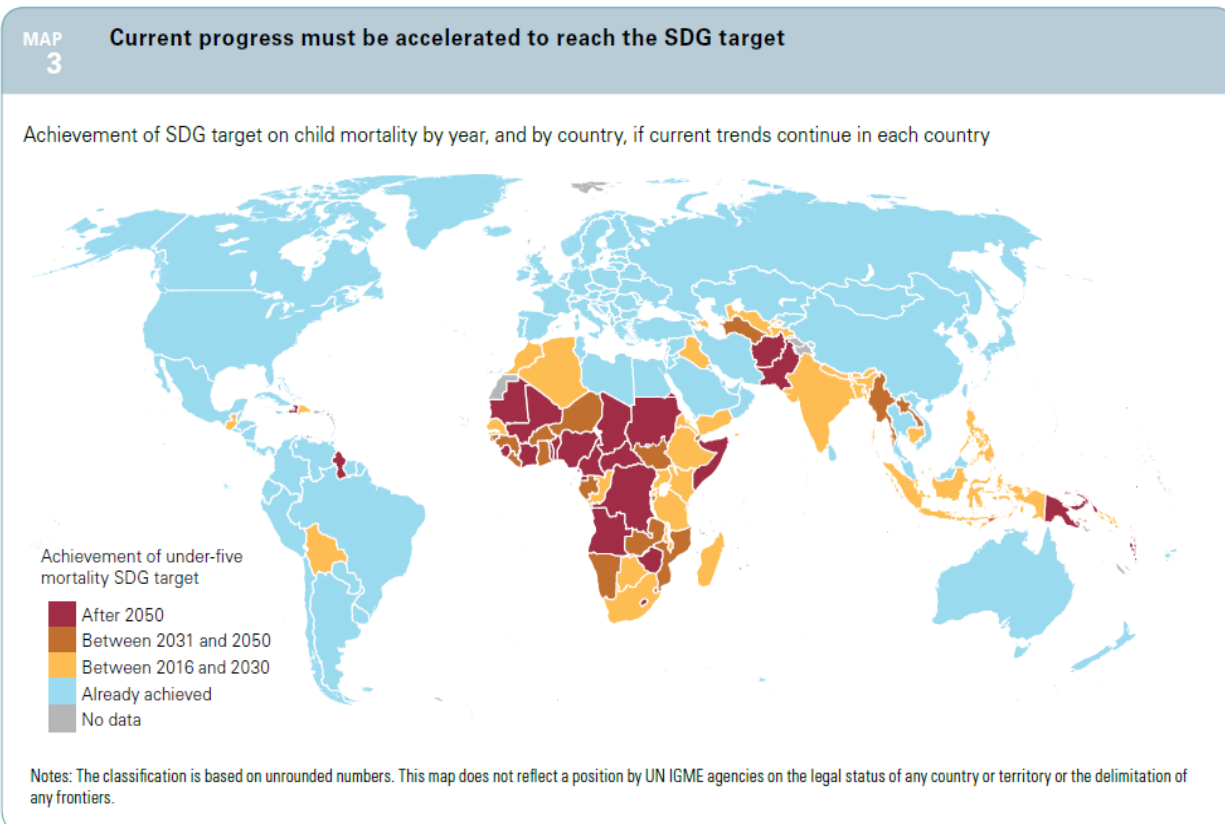 MAP
3
Current progress must be accelerated to reach the SDG target
Achievement of SDG target on child mortality by year, and by country, if current trends continue in each country
Achievement of under-five
mortality SDG target
After 2050
Between 2031 and 2050
Between 2016 and 2030
Already achieved
No data
Notes: The classification is based on unrounded numbers. This map does not reflect a position by UN IGME agencies on the legal status of any country or territory or the delimitation of
any frontiers.